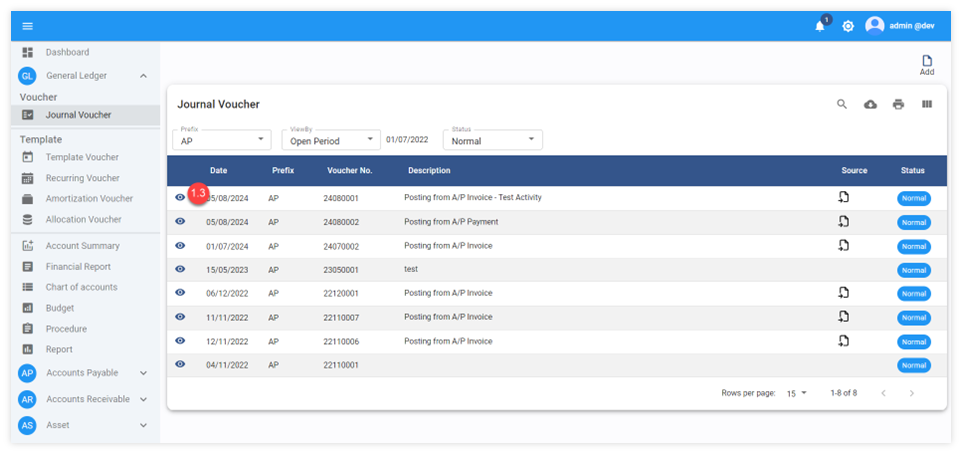 1
admin @dev
Dashboard
GL General Ledger
Voucher
Journal Voucher
Template
Template Voucher
Recurring Voucher
Amortization Voucher
Allocation Voucher
Account Summary
Financial Report
Chart of accounts
Budget
Procedure
Report
AP Accounts Payable
AR Accounts Receivable
AS Asset
Add
Journal Voucher
Prefix ViewBy Status
AP Open Period 01/07/2022 Normal
Date Prefix Voucher No. Description Source Status
1.3 05/08/2024 AP 24080001 Posting from A/P Invoice - Test Activity Normal
05/08/2024 AP 24080002 Posting from A/P Payment Normal
01/07/2024 AP 24070002 Posting from A/P Invoice Normal
15/05/2023 AP 23050001 test Normal
06/12/2022 AP 22120001 Posting from A/P Invoice Normal
11/11/2022 AP 22110007 Posting from A/P Invoice Normal
12/11/2022 AP 22110006 Posting from A/P Invoice Normal
04/11/2022 AP 22110001 Normal
Rows per page: 15 1-8 of 8